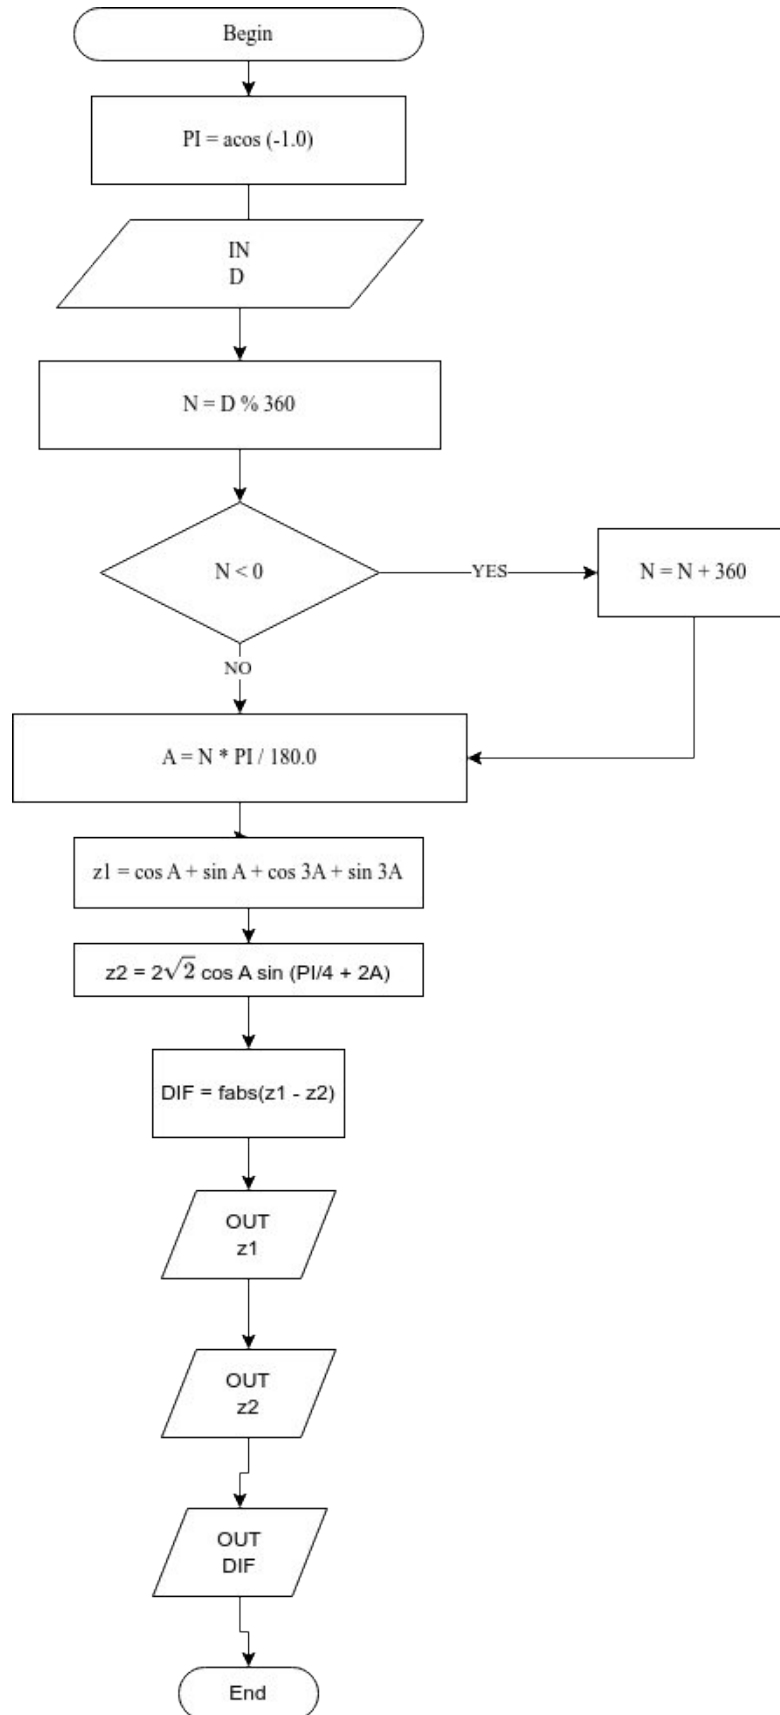 Begin
PI = acos (-1.0)
IN
D
N = D % 360
N < 0
YES
N = N + 360
NO
A = N * PI / 180.0
z1 = cos A + sin A + cos 3A + sin 3A
z2 = 2√2 cos A sin (PI/4 + 2A)
DIF = fabs(z1 - z2)
OUT
z1
OUT
z2
OUT
DIF
End